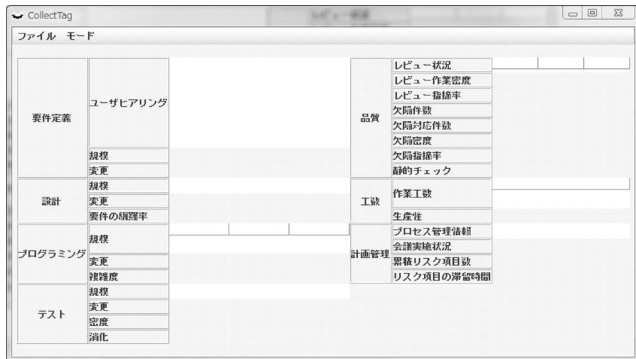 CollectTag
ファイル モード
要件定義
ユーザヒアリング
規模
変更
設計
規模
変更
要件の網羅率
プログラミング
規模
変更
複雑度
テスト
規模
変更
密度
消化
品質
レビュー状況
レビュー作業密度
レビュー指摘率
欠陥件数
欠陥対応件数
欠陥密度
欠陥指摘率
静的チェック
工数
作業工数
生産性
計画管理
プロセス管理情報
会議実施状況
累積リスク項目数
リスク項目の滞留時間